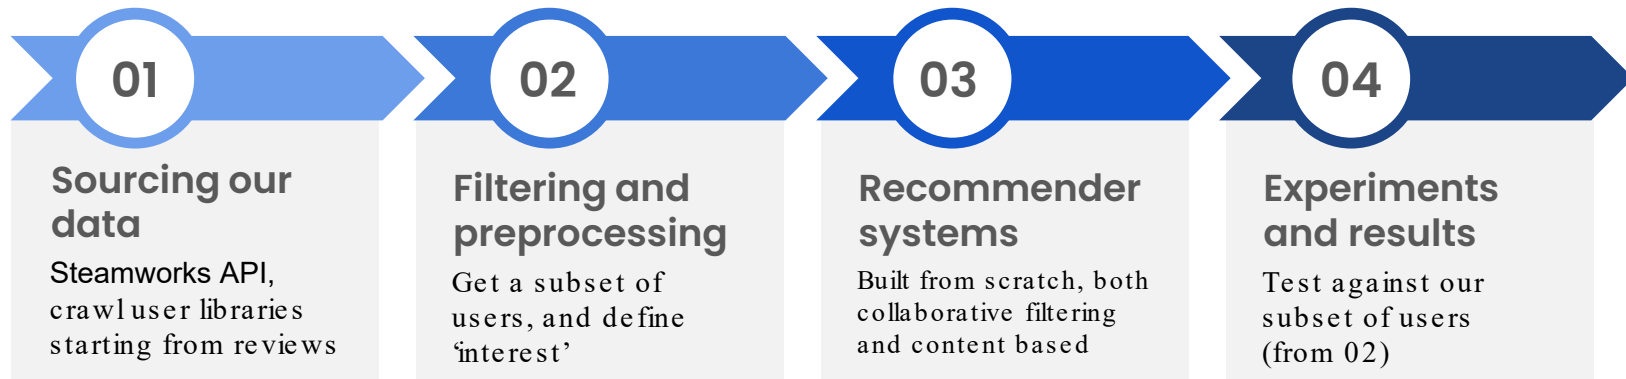 01
Sourcing our
data
Steamworks API,
crawl user libraries
starting from reviews
02
Filtering and
preprocessing
Get a subset of
users, and define
‘interest’
03
Recommender
systems
Built from scratch, both
collaborative filtering
and content based
04
Experiments
and results
Test against our
subset of users
(from 02)